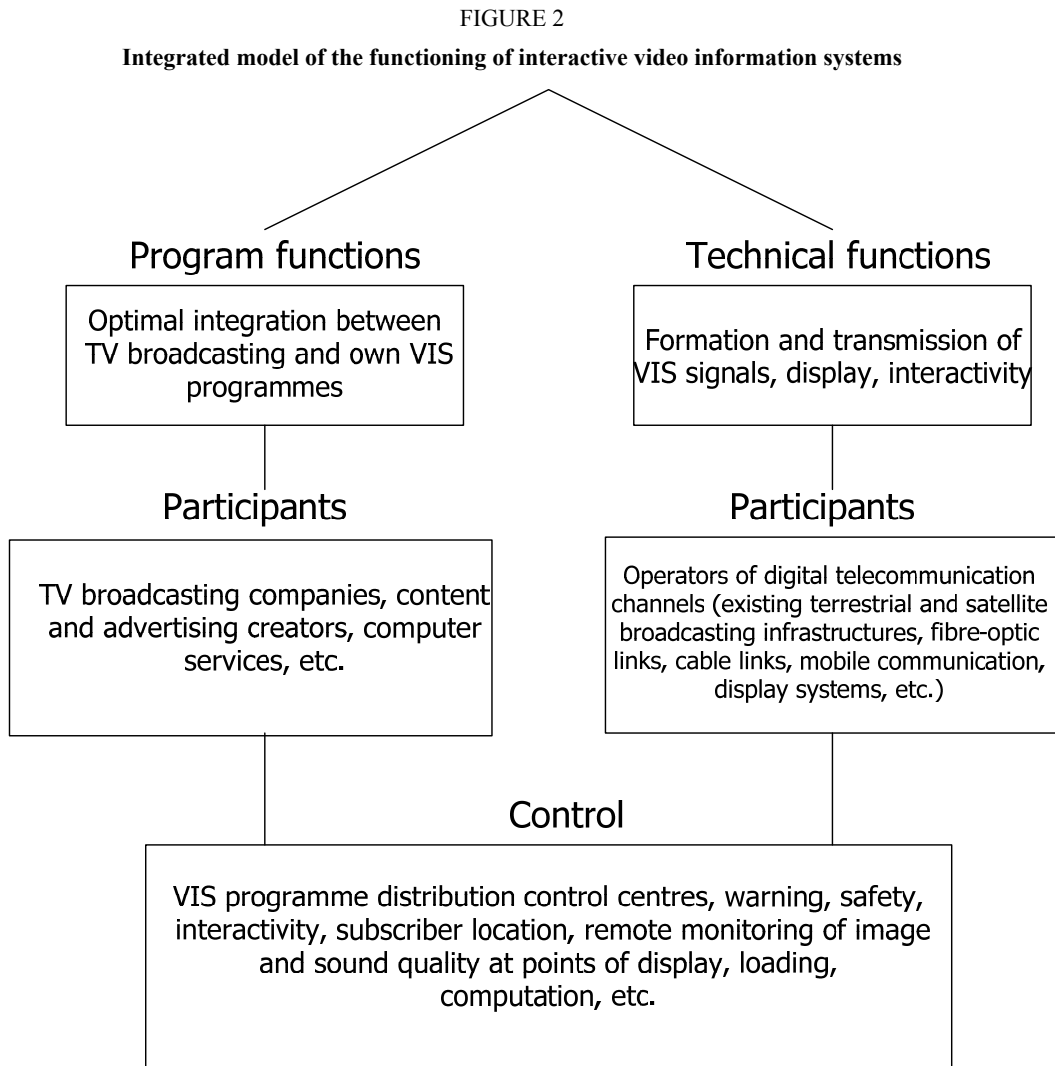 FIGURE 2
Integrated model of the functioning of interactive video information systems
Program functions
Optimal integration between
TV broadcasting and own VIS
programmes
Technical functions
Formation and transmission of
VIS signals, display, interactivity
Participants
TV broadcasting companies, content
and advertising creators, computer
services, etc.
Participants
Operators of digital telecommunication
channels (existing terrestrial and satellite
broadcasting infrastructures, fibre-optic
links, cable links, mobile communication,
display systems, etc.)
Control
VIS programme distribution control centres, warning, safety,
interactivity, subscriber location, remote monitoring of image
and sound quality at points of display, loading,
computation, etc.